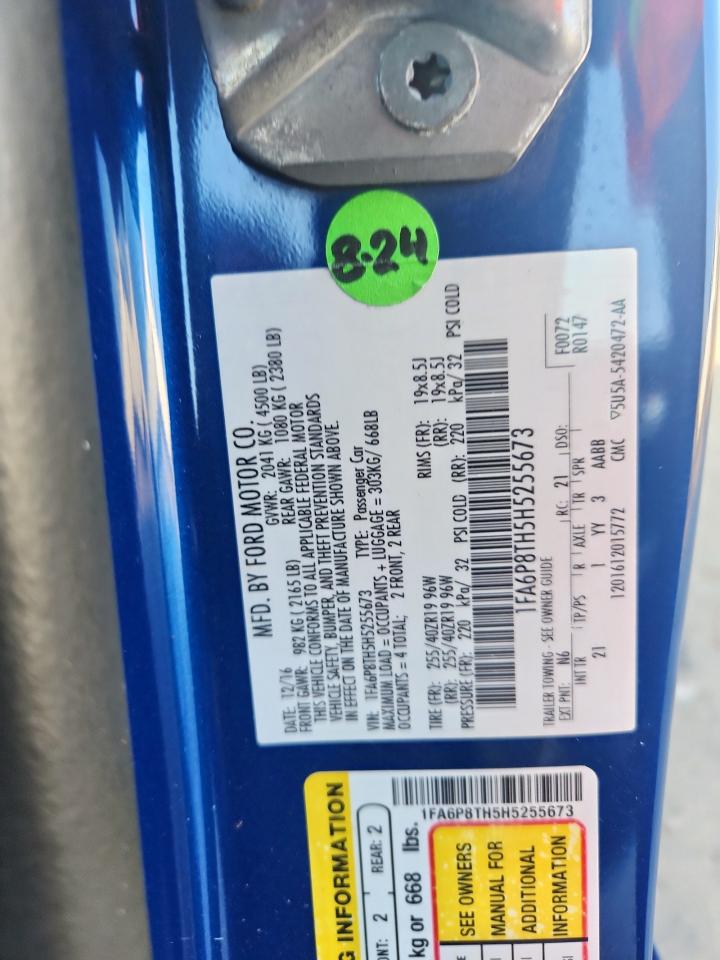 8-24
MFD. BY FORD MOTOR CO.
DATE: 12/16 GVWR: 2041 KG ( 4500 LB)
FRONT GAWR: 982 KG ( 2165 LB) REAR GAWR: 1080 KG ( 2380 LB)
THIS VEHICLE CONFORMS TO ALL APPLICABLE FEDERAL MOTOR
VEHICLE SAFETY, BUMPER, AND THEFT PREVENTION STANDARDS
IN EFFECT ON THE DATE OF MANUFACTURE SHOWN ABOVE.
VIN: 1FA6P8TH5H5255673 TYPE: Passenger Car
MAXIMUM LOAD = OCCUPANTS + LUGGAGE = 303KG/ 668LB
OCCUPANTS = 4 TOTAL; 2 FRONT, 2 REAR
TIRE (FR): 255/40ZR19 96W RIMS (FR): 19x8.5J
(RR): 255/40ZR19 96W (RR): 19x8.5J
PRESSURE (FR): 220 kPa/ 32 PSI COLD (RR): 220 kPa/ 32 PSI COLD
1FA6P8TH5H5255673
TRAILER TOWING - SEE OWNER GUIDE
F0072
R0147
EXT PNT: N6 RC: 21 DSO:
INT TR TP/PS R AXLE TR SPR
21 1 YY 3 AABB
1201612015772 CMC ▽5U5A-5420472-AA
G INFORMATION
ONT: 2 REAR: 2
kg or 668 lbs.
1FA6P8TH5H5255673
SEE OWNERS
MANUAL FOR
ADDITIONAL
INFORMATION